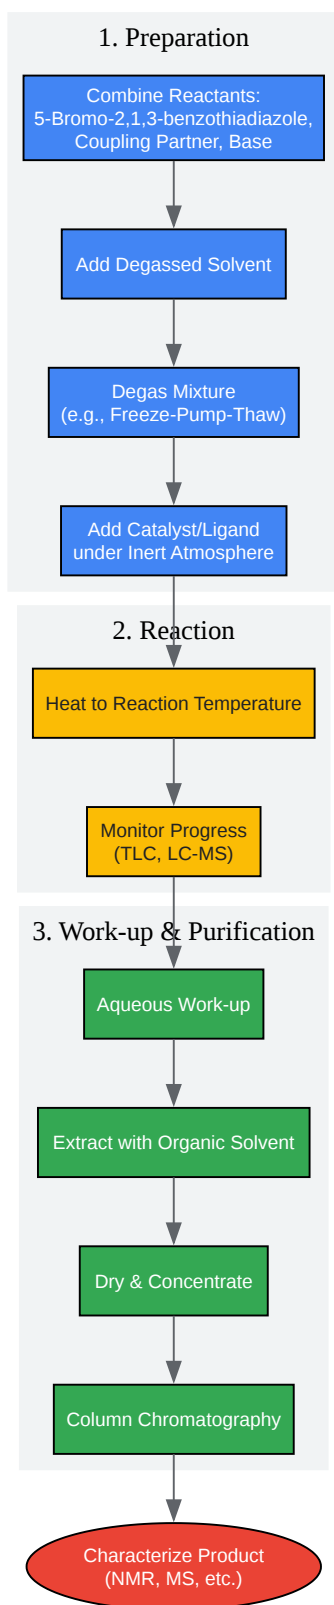 1. Preparation
Combine Reactants:
5-Bromo-2,1,3-benzothiadiazole,
Coupling Partner, Base
Add Degassed Solvent
Degas Mixture
(e.g., Freeze-Pump-Thaw)
Add Catalyst/Ligand
under Inert Atmosphere
2. Reaction
Heat to Reaction Temperature
Monitor Progress
(TLC, LC-MS)
3. Work-up & Purification
Aqueous Work-up
Extract with Organic Solvent
Dry & Concentrate
Column Chromatography
Characterize Product
(NMR, MS, etc.)